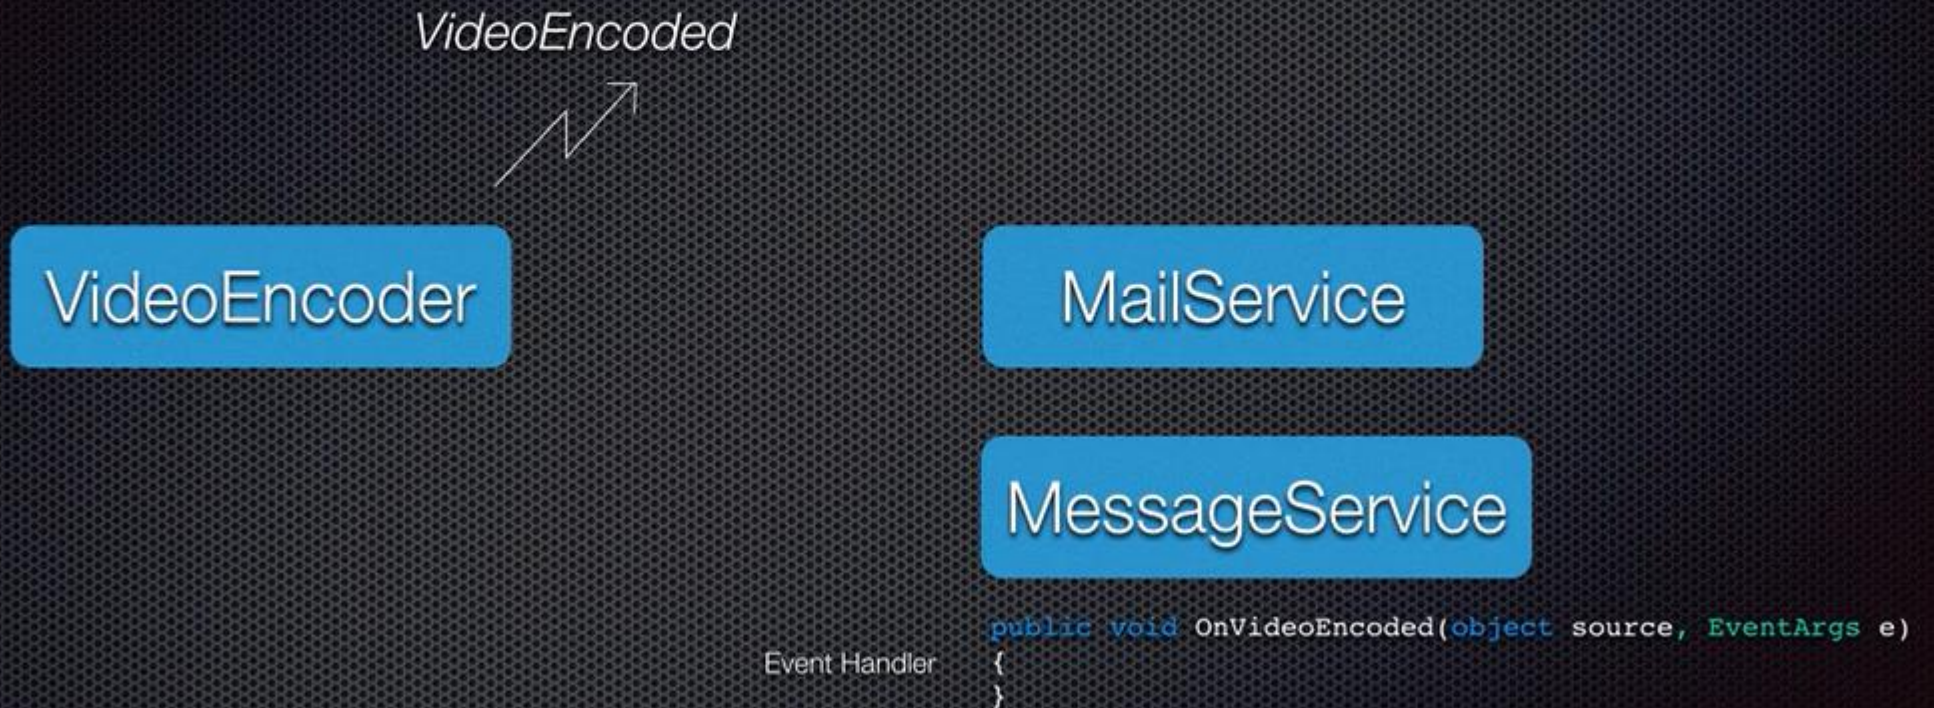 VideoEncoded
VideoEncoder
MailService
MessageService
public void OnVideoEncoded(object source, EventArgs e)
Event Handler
{
}